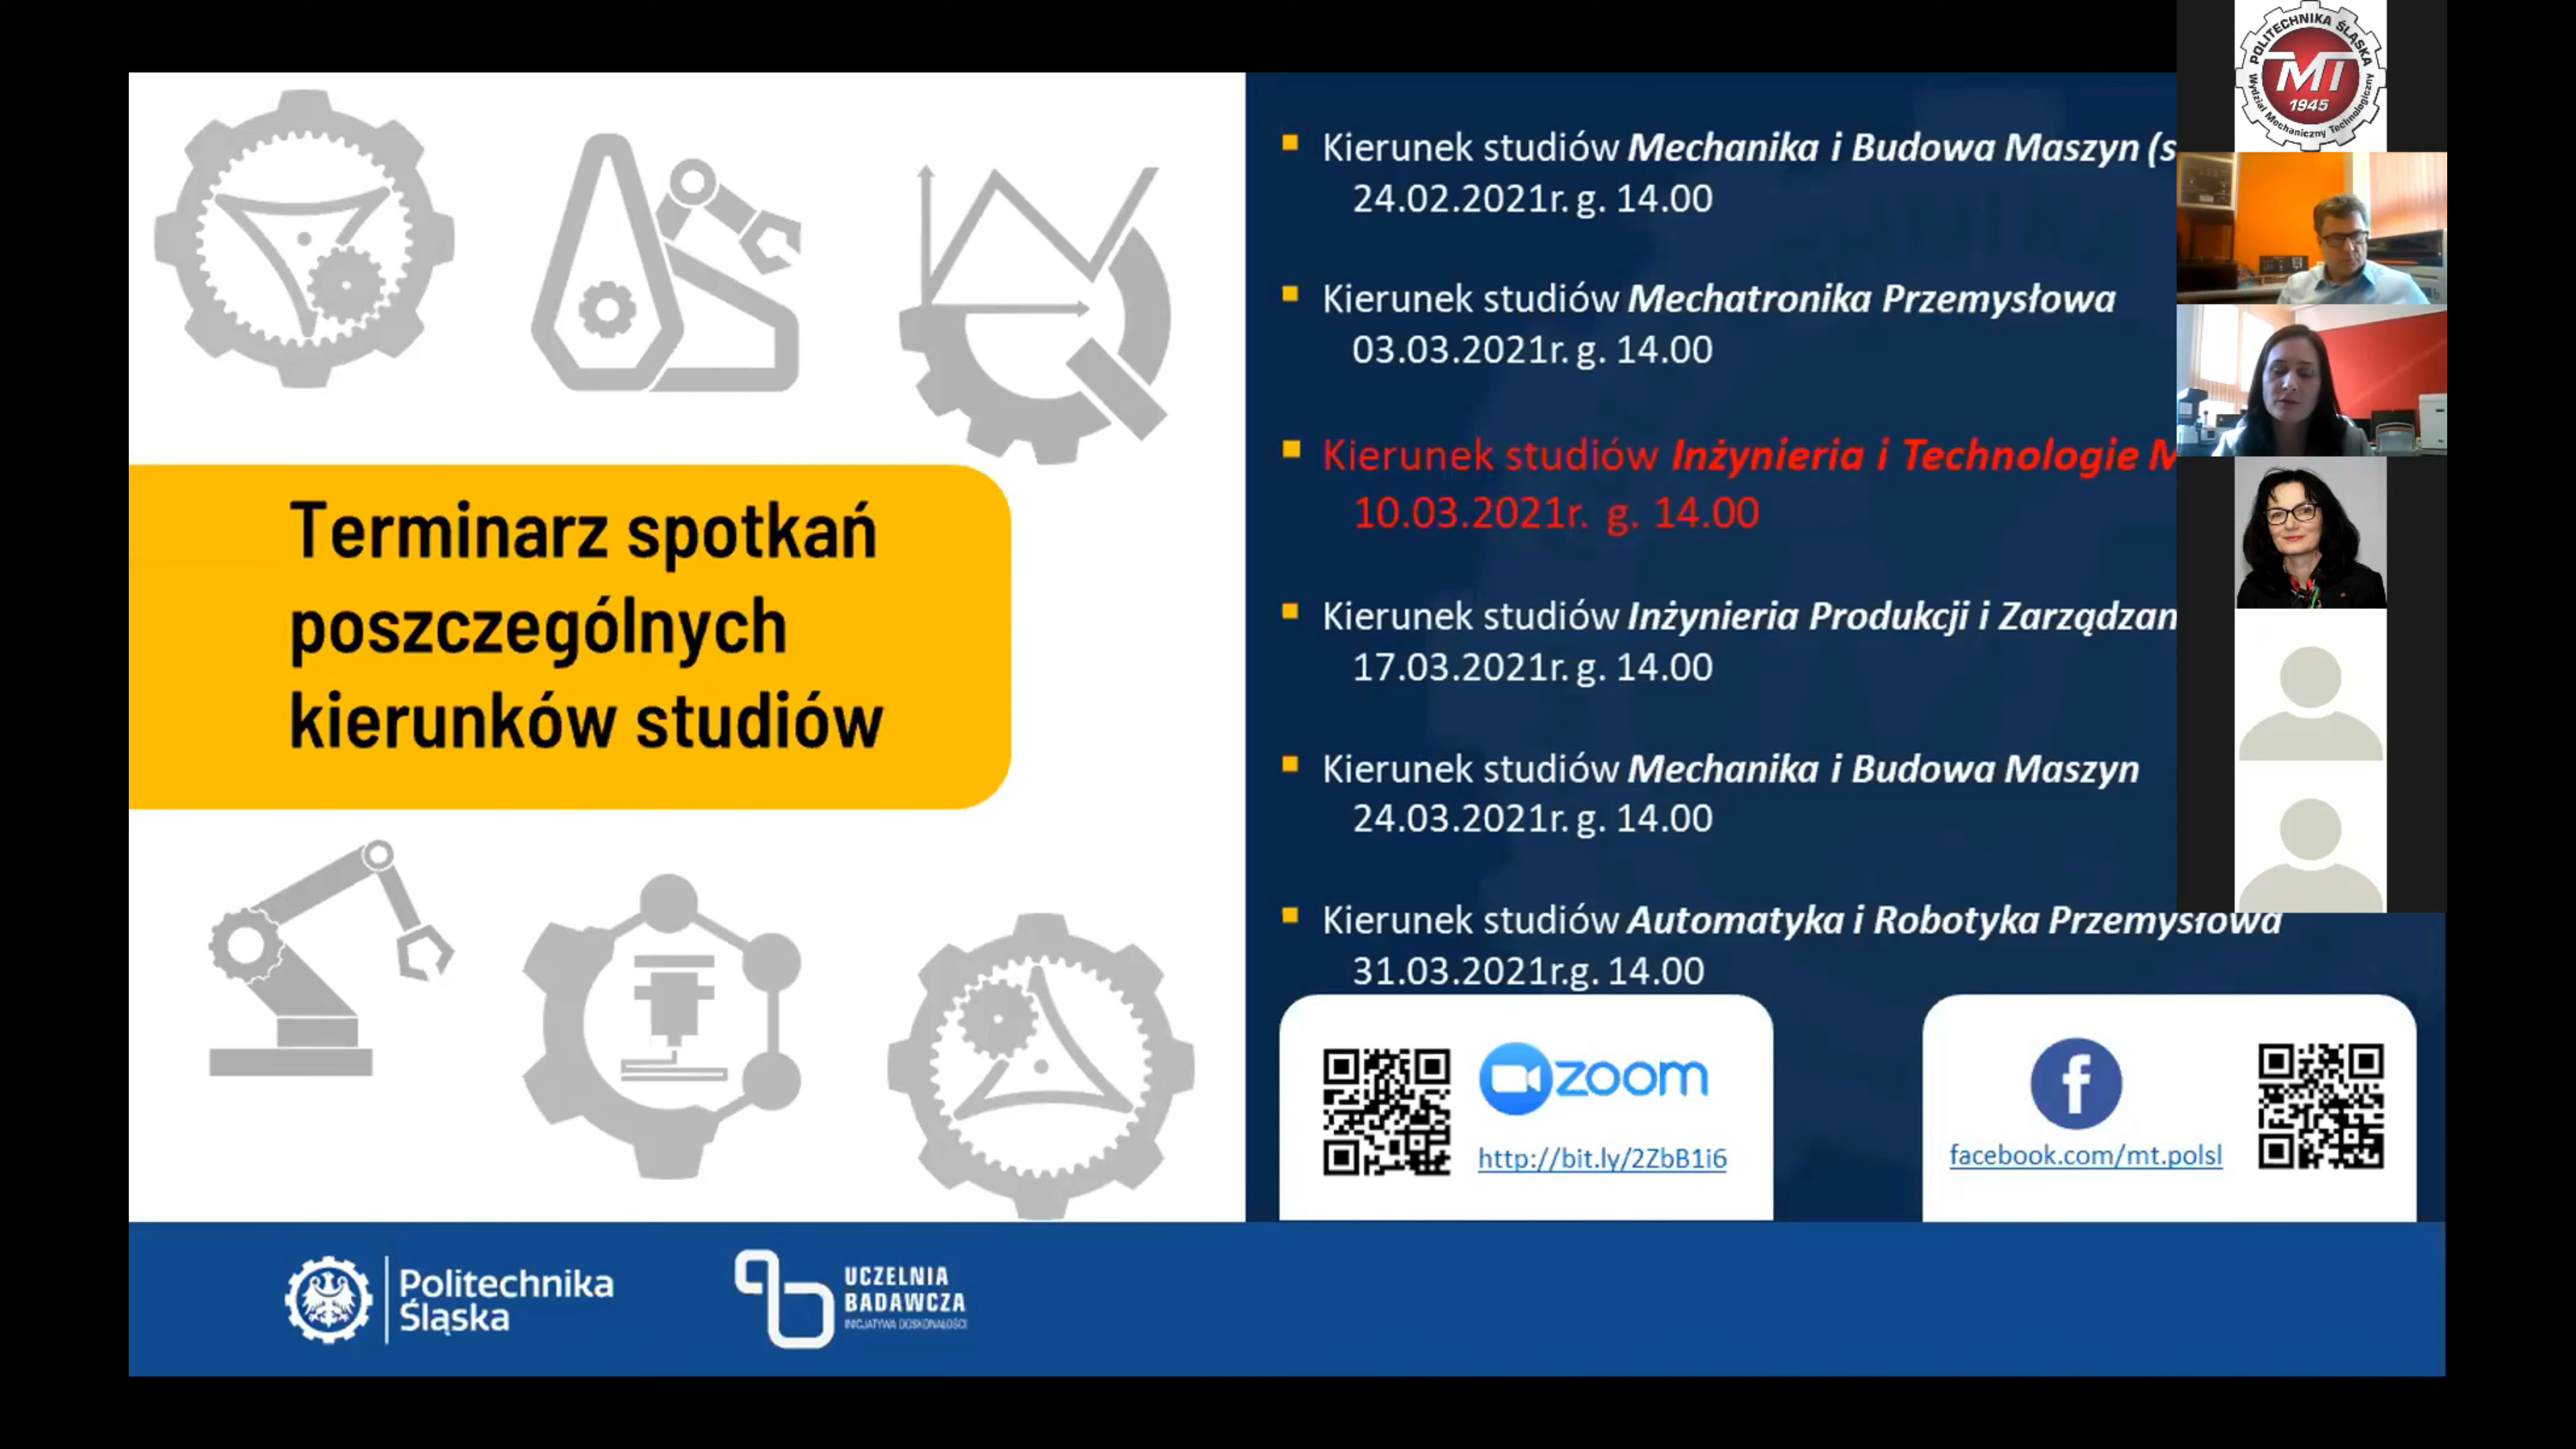 Terminarz spotkań
poszczególnych
kierunków studiów
Kierunek studiów Mechanika i Budowa Maszyn (s
24.02.2021r. g. 14.00
Kierunek studiów Mechatronika Przemysłowa
03.03.2021r. g. 14.00
Kierunek studiów Inżynieria i Technologie M
10.03.2021r. g. 14.00
Kierunek studiów Inżynieria Produkcji i Zarządzan
17.03.2021r. g. 14.00
Kierunek studiów Mechanika i Budowa Maszyn
24.03.2021r. g. 14.00
Kierunek studiów Automatyka i Robotyka Przemysłowa
31.03.2021r.g. 14.00
zoom
http://bit.ly/2ZbB1i6
f
facebook.com/mt.polsl
Politechnika
Śląska
UCZELNIA
BADAWCZA
INICJATYWA DOSKONAŁOŚCI
POLITECHNIKA ŚLĄSKA
MT
1945
Wydział Mechaniczny Technologiczny